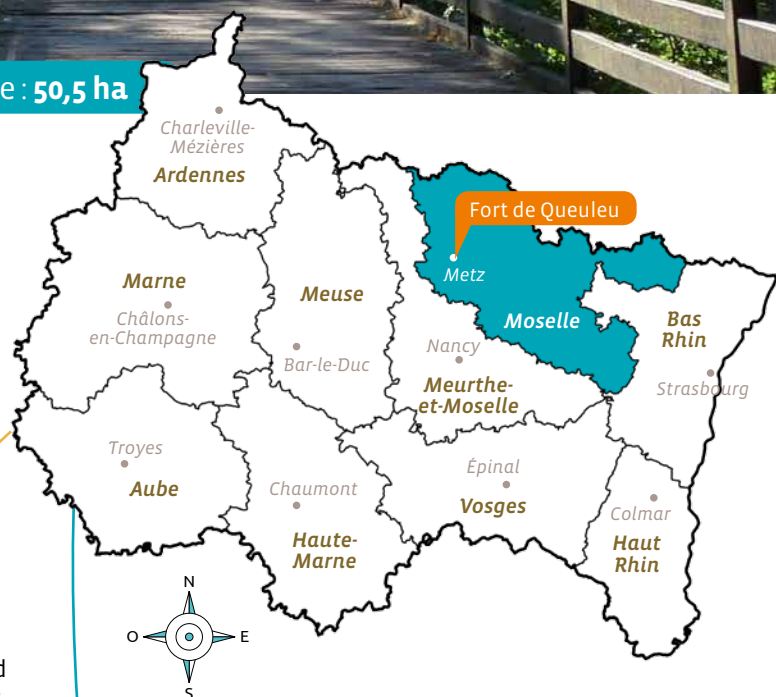 e : 50,5 ha
Charleville-
Mézières
Ardennes
Fort de Queuleu
Metz
Marne
Meuse
Châlons-
en-Champagne
Moselle
Bas
Rhin
Nancy
Bar-le-Duc
Meurthe-
et-Moselle
Strasbourg
Troyes
Aube
Chaumont
Épinal
Vosges
Colmar
Haute-
Marne
Haut
Rhin
N
O
E
S
d